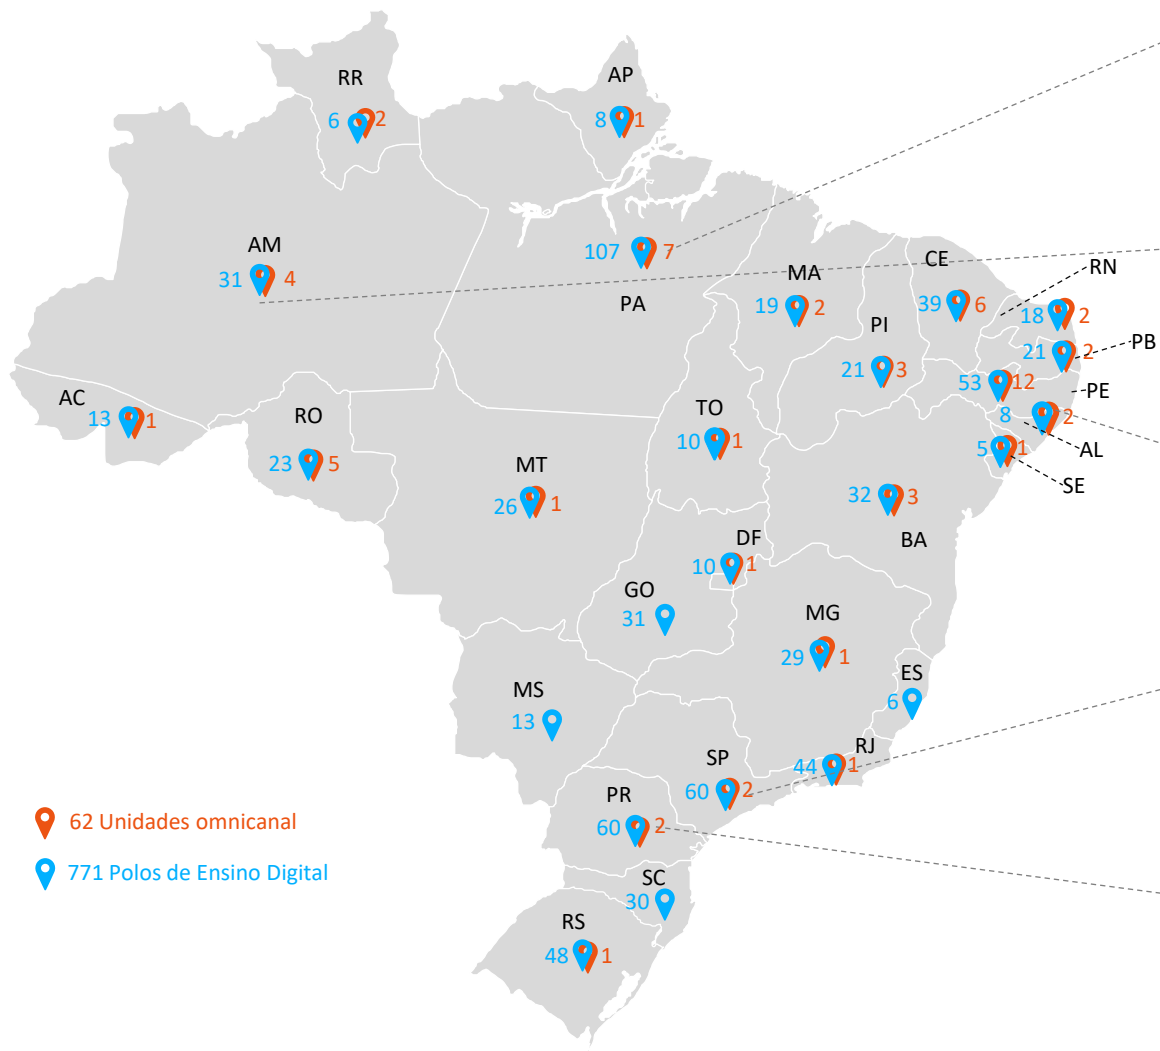 RR
6 2
AP
8 1
AM
31 4
107 7
PA
MA
19 2
CE
39 6
RN
18 2
PI
21 3
21 2
PB
53 12
PE
8 2
AL
5 1
SE
AC
13 1
RO
23 5
TO
10 1
MT
26 1
32 3
BA
DF
10 1
GO
31
MG
29 1
ES
6
MS
13
RJ
44 1
SP
60 2
PR
60 2
62 Unidades omnicanal
771 Polos de Ensino Digital
SC
30
RS
48 1